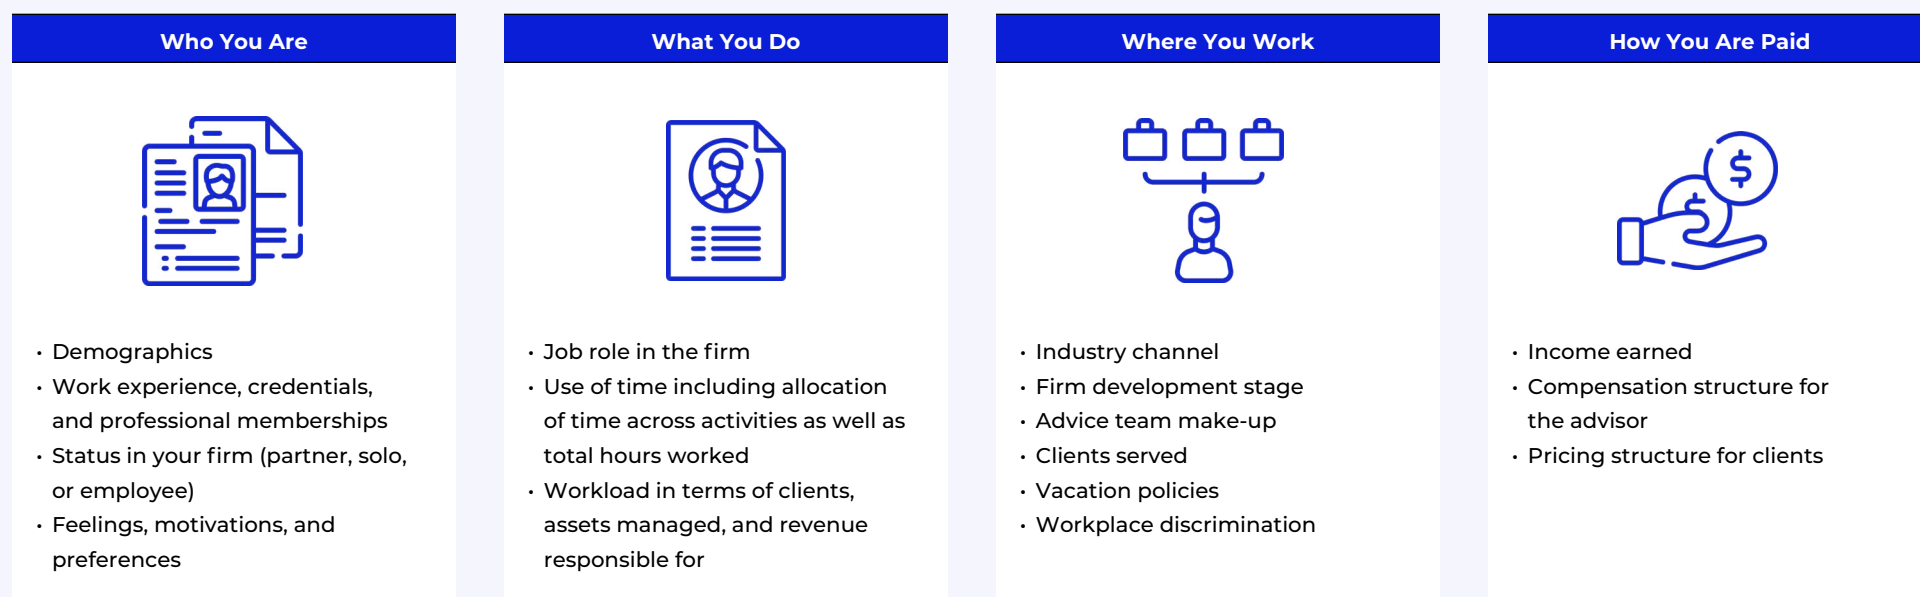 Who You Are
• Demographics
• Work experience, credentials,
and professional memberships
• Status in your firm (partner, solo,
or employee)
• Feelings, motivations, and
preferences
What You Do
• Job role in the firm
• Use of time including allocation
of time across activities as well as
total hours worked
• Workload in terms of clients,
assets managed, and revenue
responsible for
Where You Work
• Industry channel
• Firm development stage
• Advice team make-up
• Clients served
• Vacation policies
• Workplace discrimination
How You Are Paid
$
$
• Income earned
• Compensation structure for
the advisor
• Pricing structure for clients